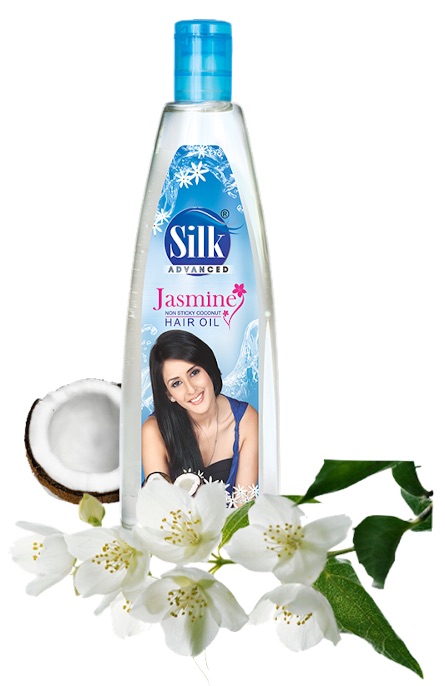 ®
Silk
ADVANCED
Jasmine
NON STICKY COCONUT
HAIR OIL